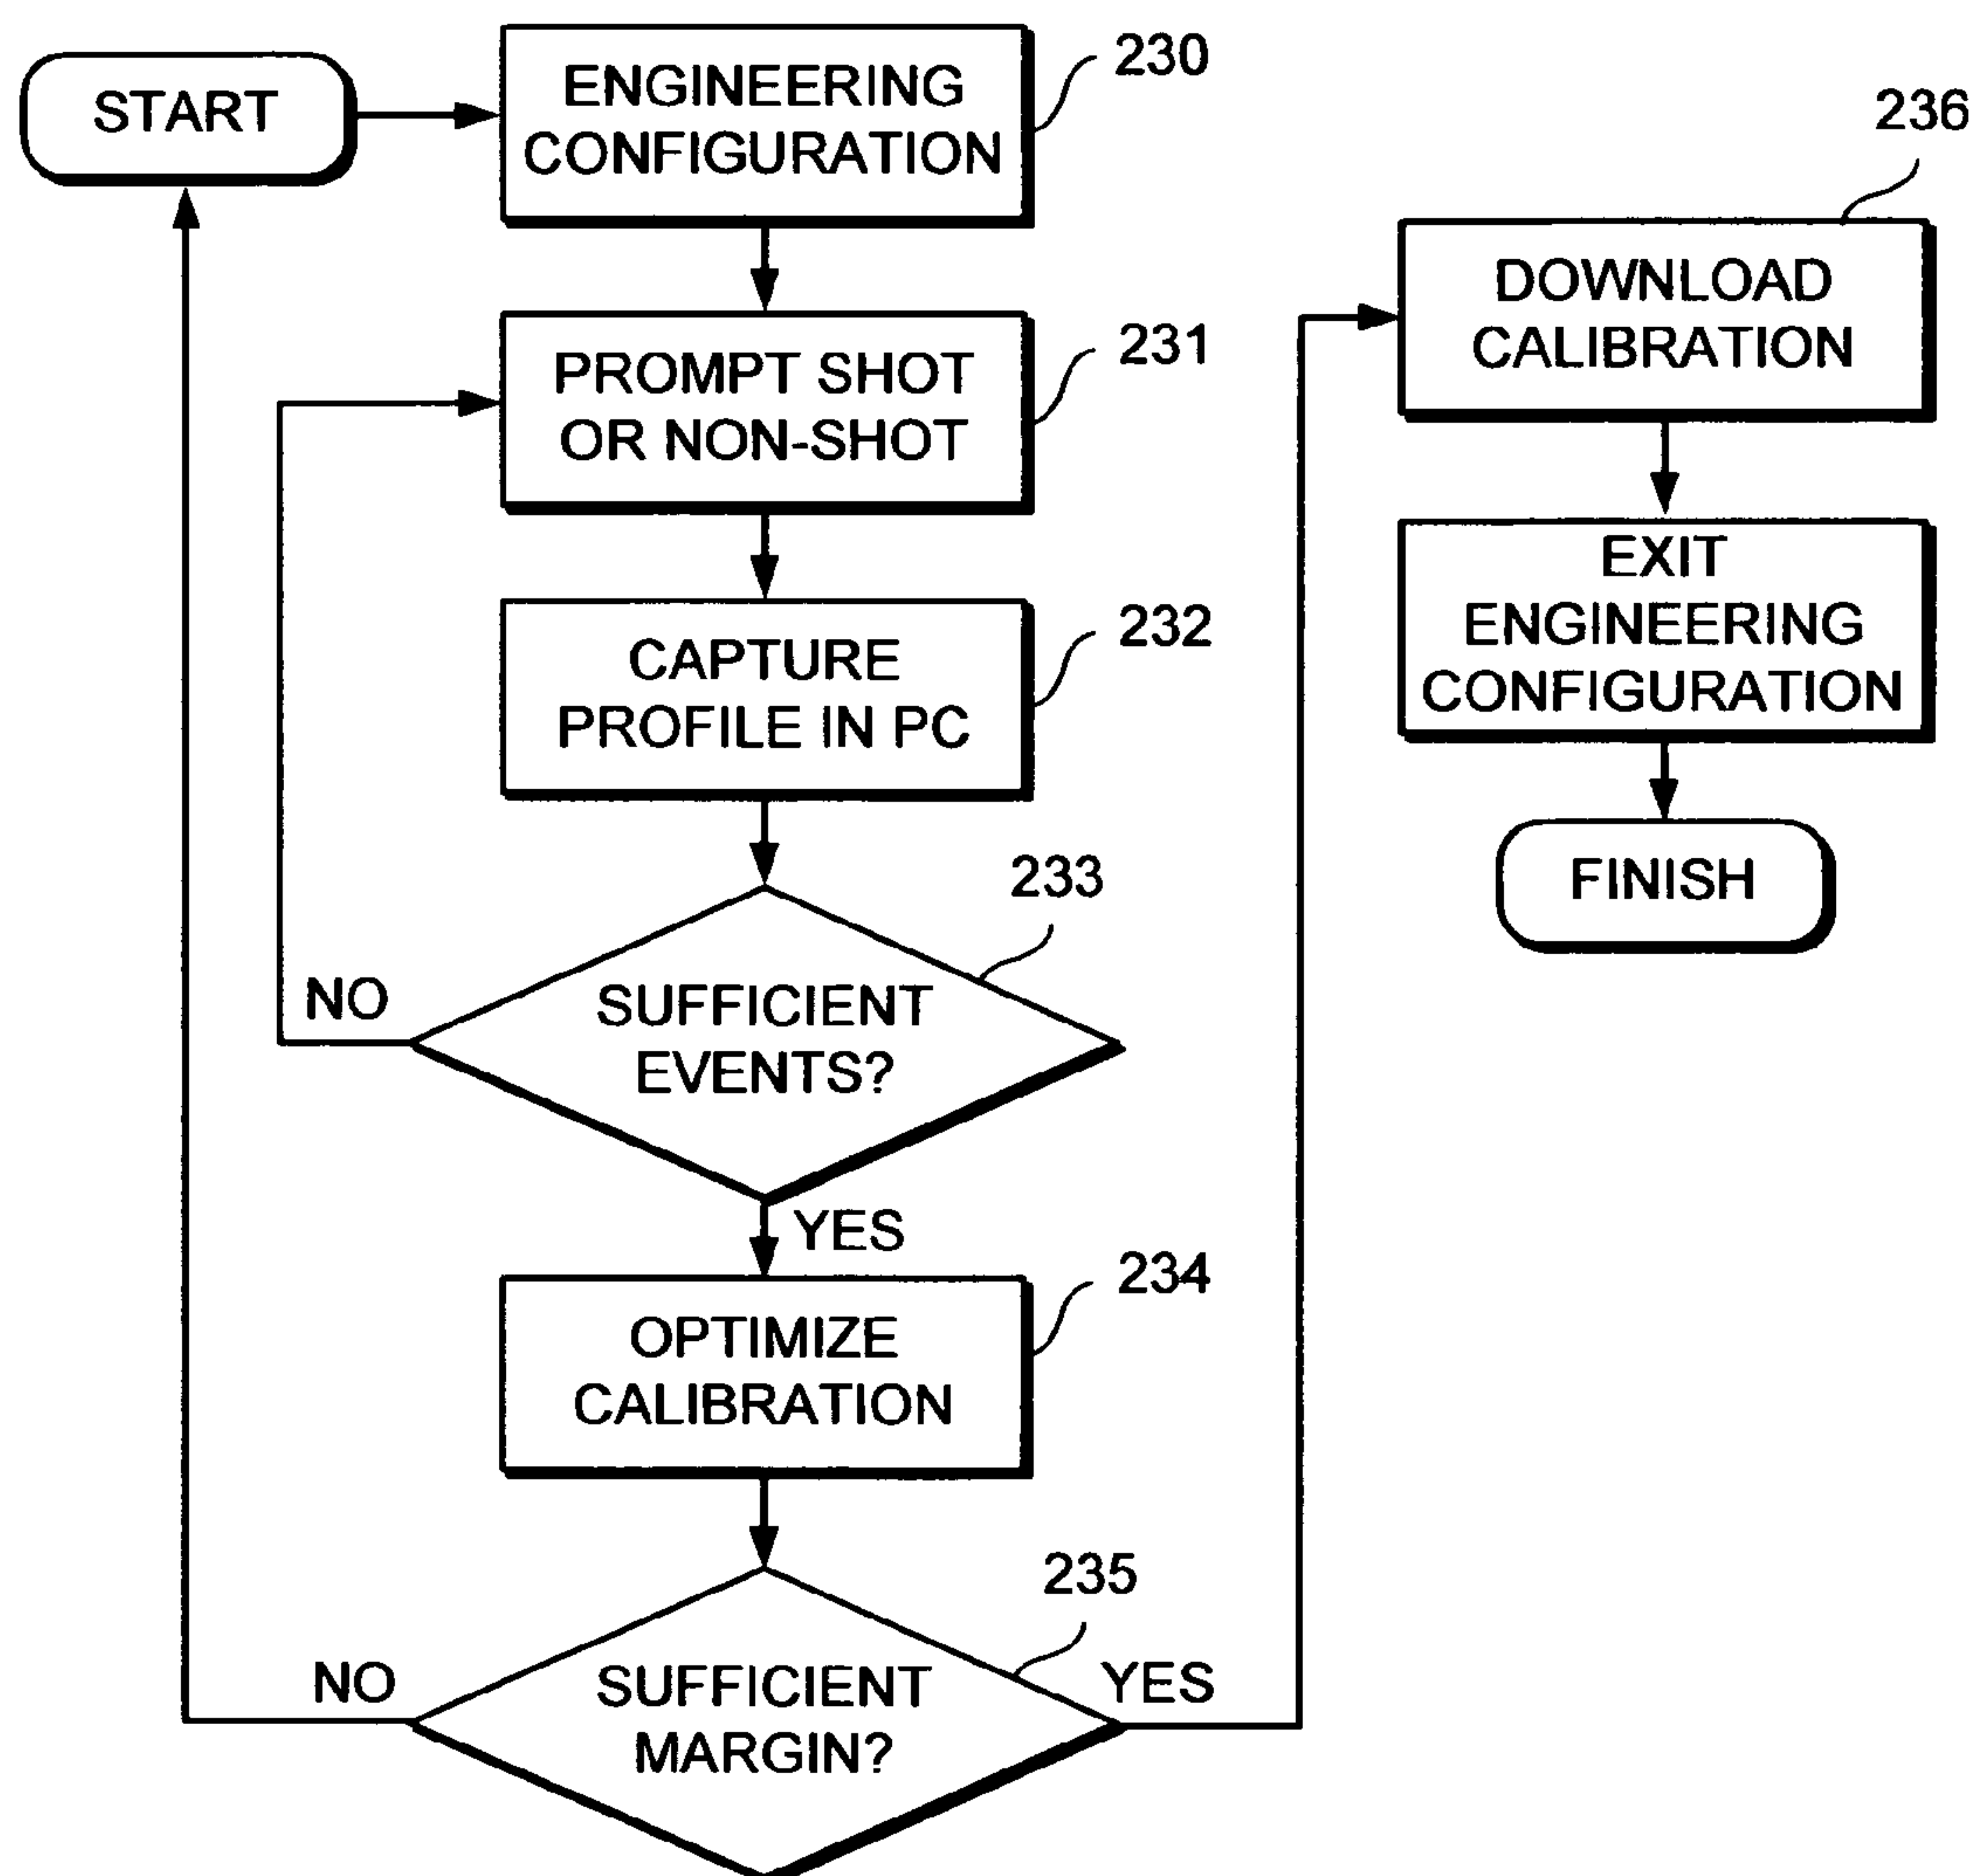 START
ENGINEERING
CONFIGURATION
230
PROMPT SHOT
OR NON-SHOT
231
CAPTURE
PROFILE IN PC
232
SUFFICIENT
EVENTS?
233
NO
YES
OPTIMIZE
CALIBRATION
234
SUFFICIENT
MARGIN?
235
NO
YES
DOWNLOAD
CALIBRATION
236
EXIT
ENGINEERING
CONFIGURATION
FINISH